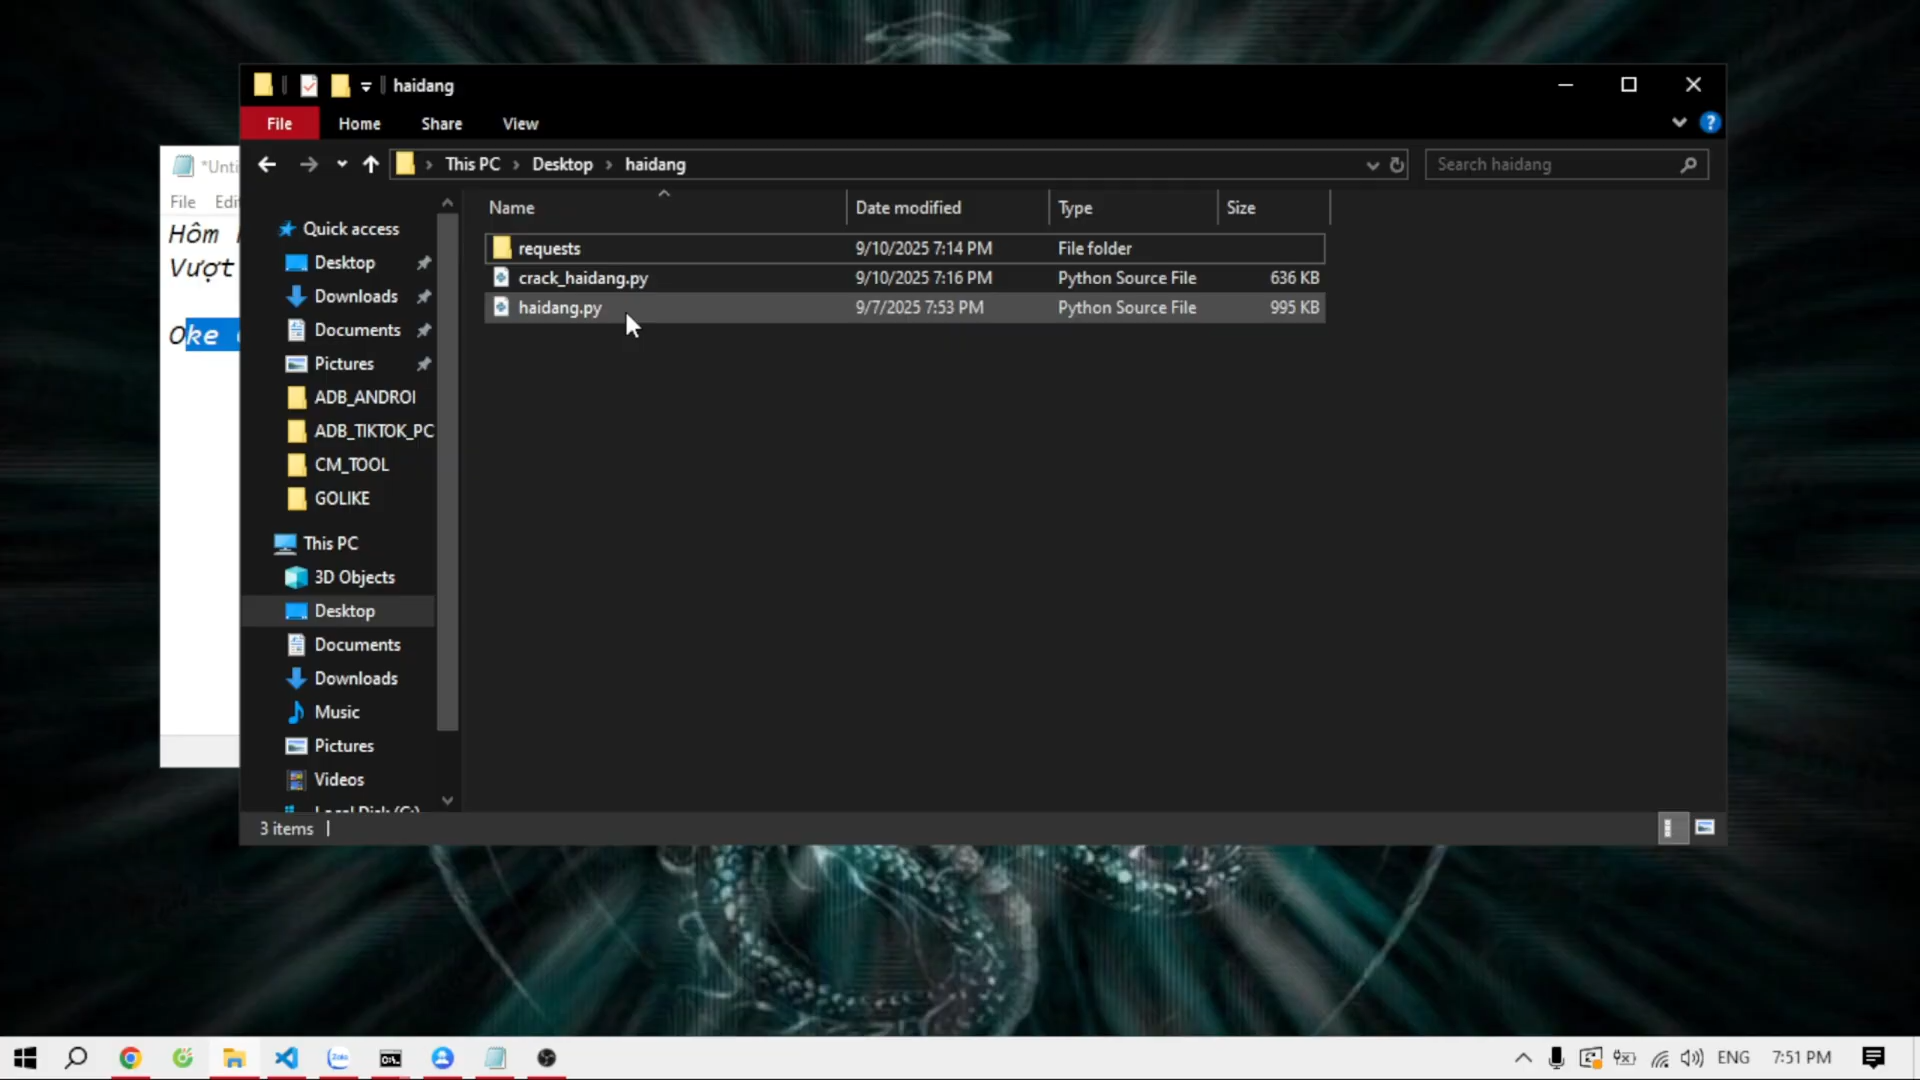 haidang
File Home Share View
This PC Desktop haidang
Search haidang
*Unti
File
Hôm
Vượt
Oke
Name Date modified Type Size
requests 9/10/2025 7:14 PM File folder
crack_haidang.py 9/10/2025 7:16 PM Python Source File 636 KB
haidang.py 9/7/2025 7:53 PM Python Source File 995 KB
Quick access
Desktop
Downloads
Documents
Pictures
ADB_ANDROI
ADB_TIKTOK_PC
CM_TOOL
GOLIKE
This PC
3D Objects
Desktop
Documents
Downloads
Music
Pictures
Videos
Local Disk (C:)
3 items
Zalo
ENG 7:51 PM